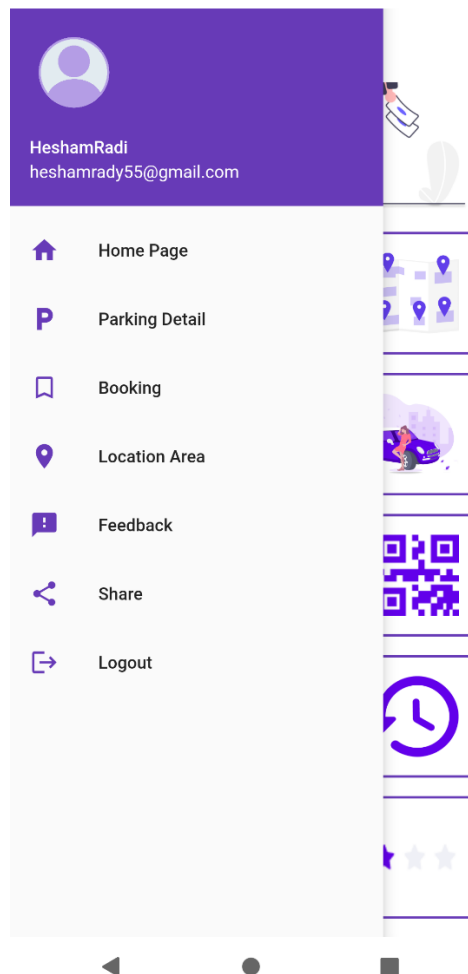 HeshamRadi
heshamrady55@gmail.com
Home Page
Parking Detail
Booking
Location Area
Feedback
Share
Logout